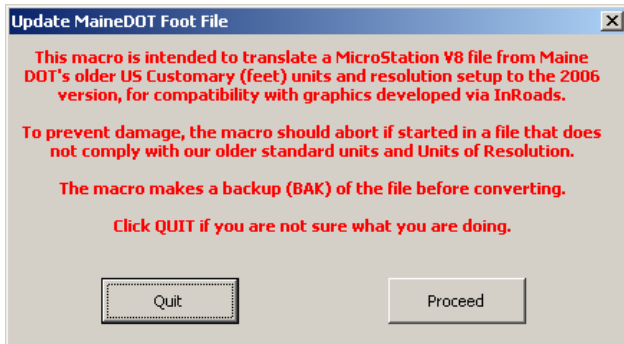 Update MaineDOT Foot File
This macro is intended to translate a MicroStation V8 file from Maine
DOT's older US Customary (feet) units and resolution setup to the 2006
version, for compatibility with graphics developed via InRoads.
To prevent damage, the macro should abort if started in a file that does
not comply with our older standard units and Units of Resolution.
The macro makes a backup (BAK) of the file before converting.
Click QUIT if you are not sure what you are doing.
Quit
Proceed